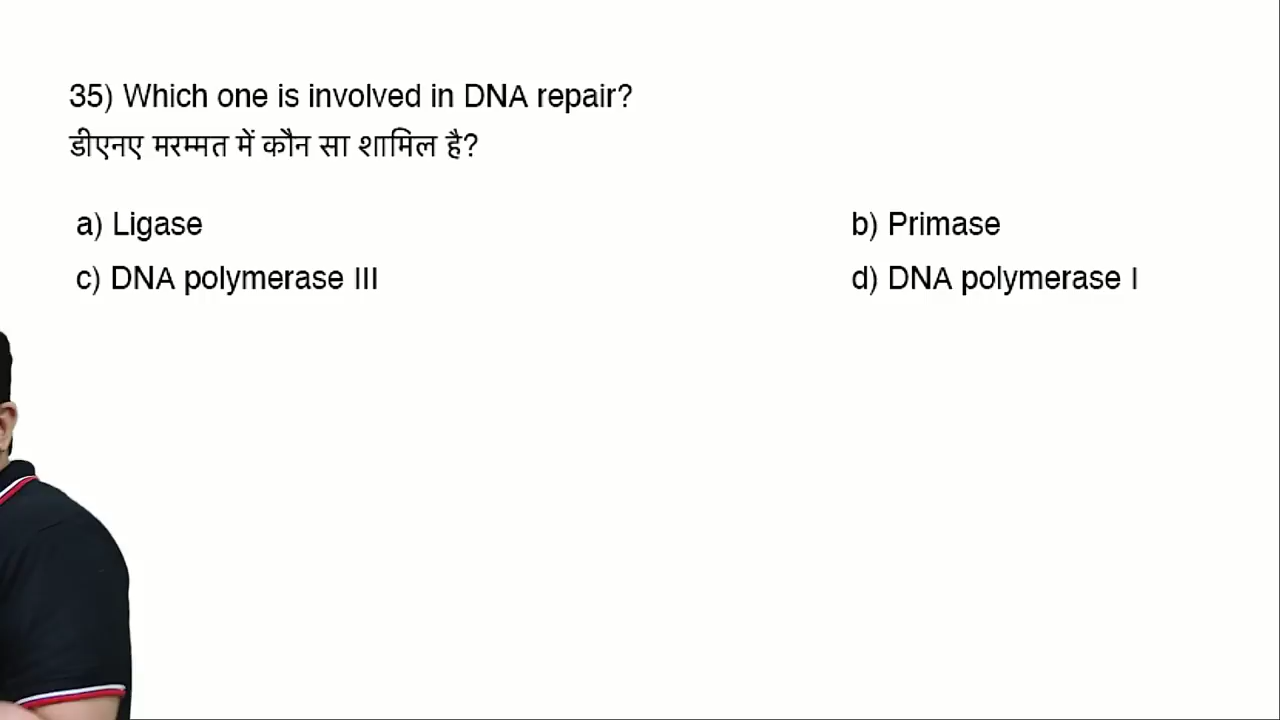 35) Which one is involved in DNA repair?
डीएनए मरम्मत में कौन सा शामिल है?
a) Ligase b) Primase
c) DNA polymerase III d) DNA polymerase I